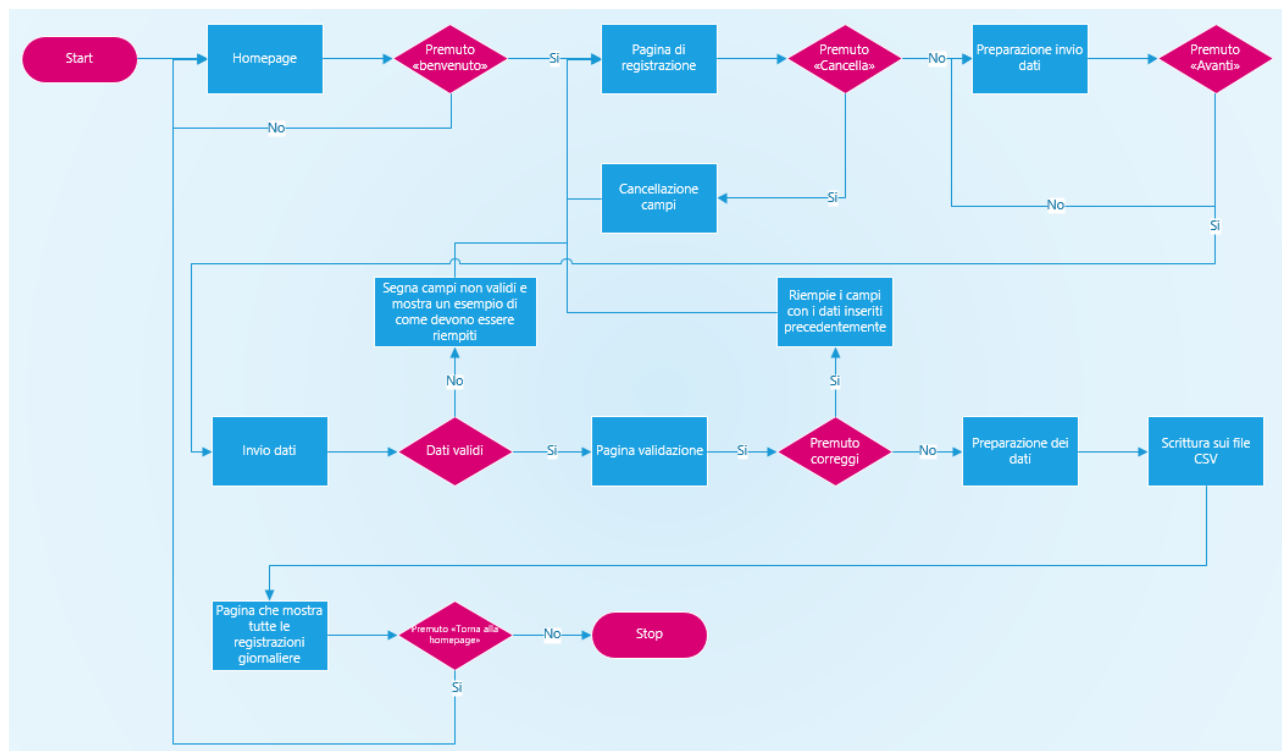 Start
Homepage
Premuto
«benvenuto»
Si
Pagina di
registrazione
Premuto
«Cancella»
No
Preparazione invio
dati
Premuto
«Avanti»
No
Cancellazione
campi
Si
No
Si
Segna campi non validi e
mostra un esempio di
come devono essere
riempiti
Riempie i campi
con i dati inseriti
precedentemente
No
Si
Invio dati
Dati validi
Si
Pagina validazione
Si
Premuto
correggi
No
Preparazione dei
dati
Scrittura sui file
CSV
Pagina che mostra
tutte le
registrazioni
giornaliere
Premuto «Torna alla
homepage»
No
Stop
Si